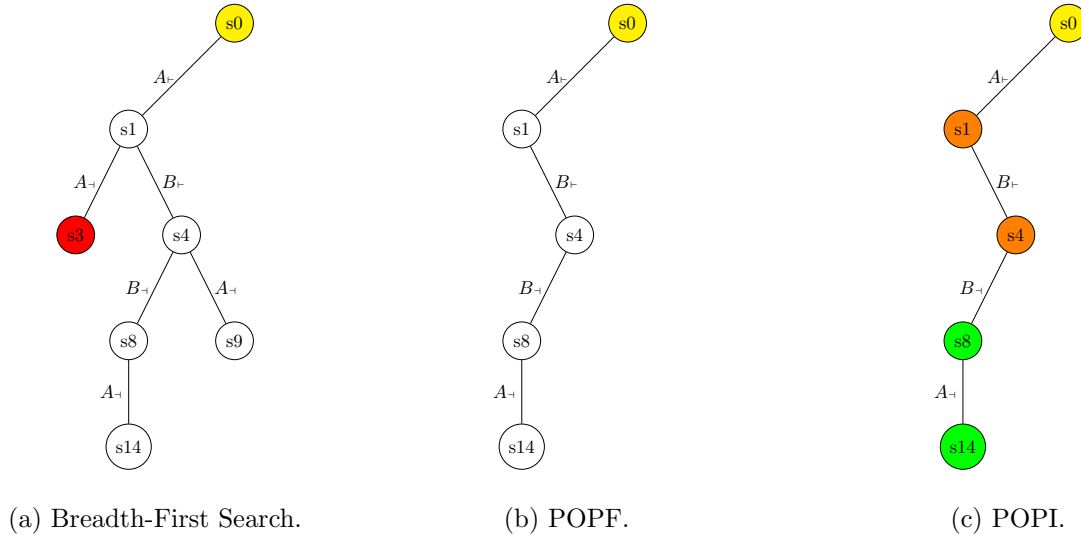 s0
A⊢
s1
A⊣
B⊢
s3
s4
B⊣
A⊣
s8
s9
A⊣
s14
(a) Breadth-First Search.
s0
A⊢
s1
B⊢
s4
B⊣
s8
A⊣
s14
(b) POPF.
s0
A⊢
s1
B⊢
s4
B⊣
s8
A⊣
s14
(c) POPI.